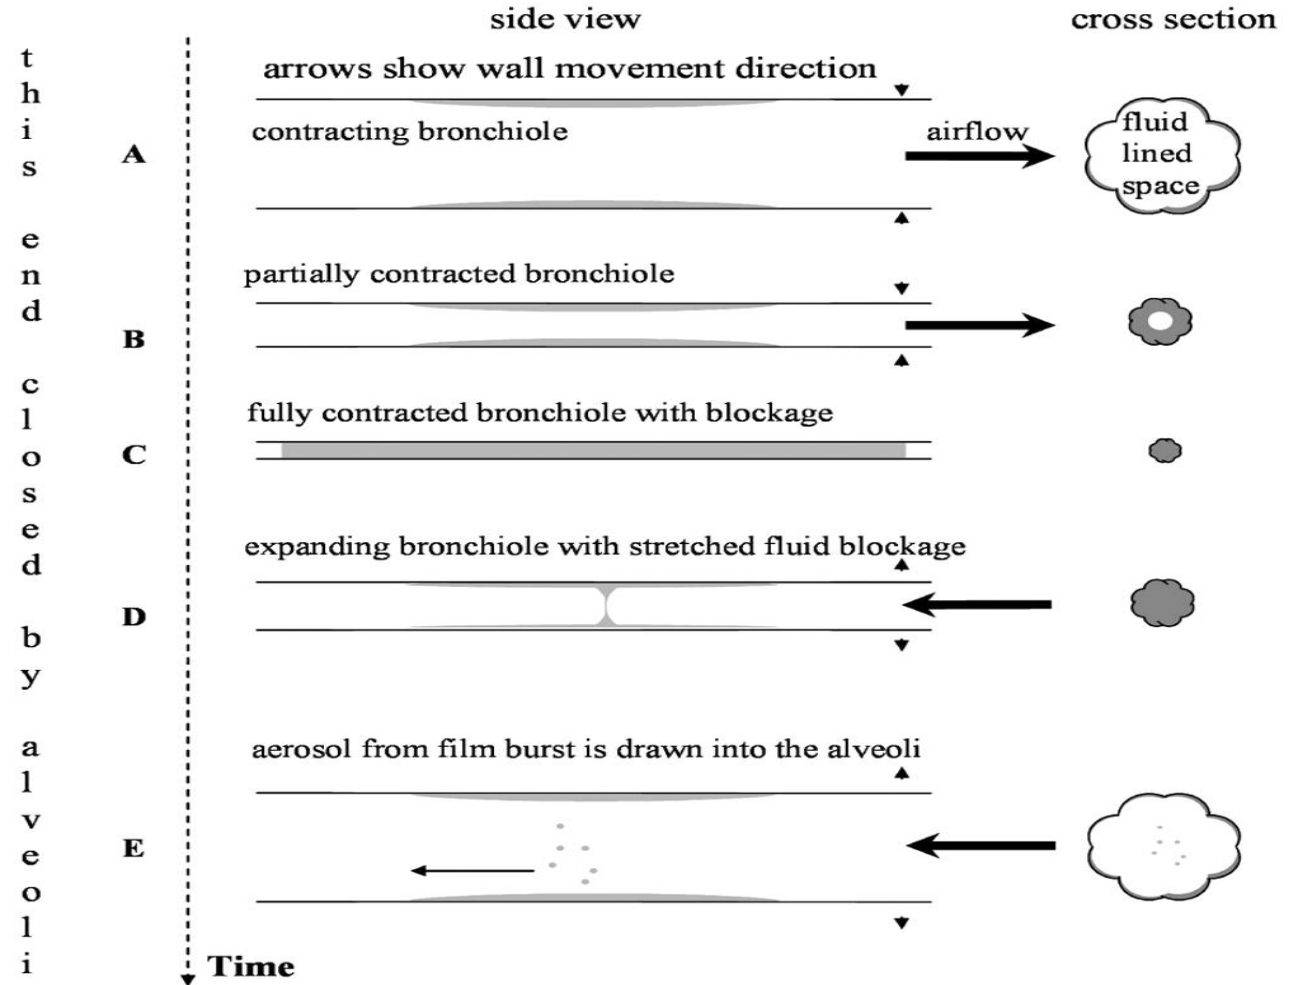 side view
cross section
this end closed by alveoli
arrows show wall movement direction
A
contracting bronchiole
airflow
fluid
lined
space
partially contracted bronchiole
B
fully contracted bronchiole with blockage
C
expanding bronchiole with stretched fluid blockage
D
aerosol from film burst is drawn into the alveoli
E
Time